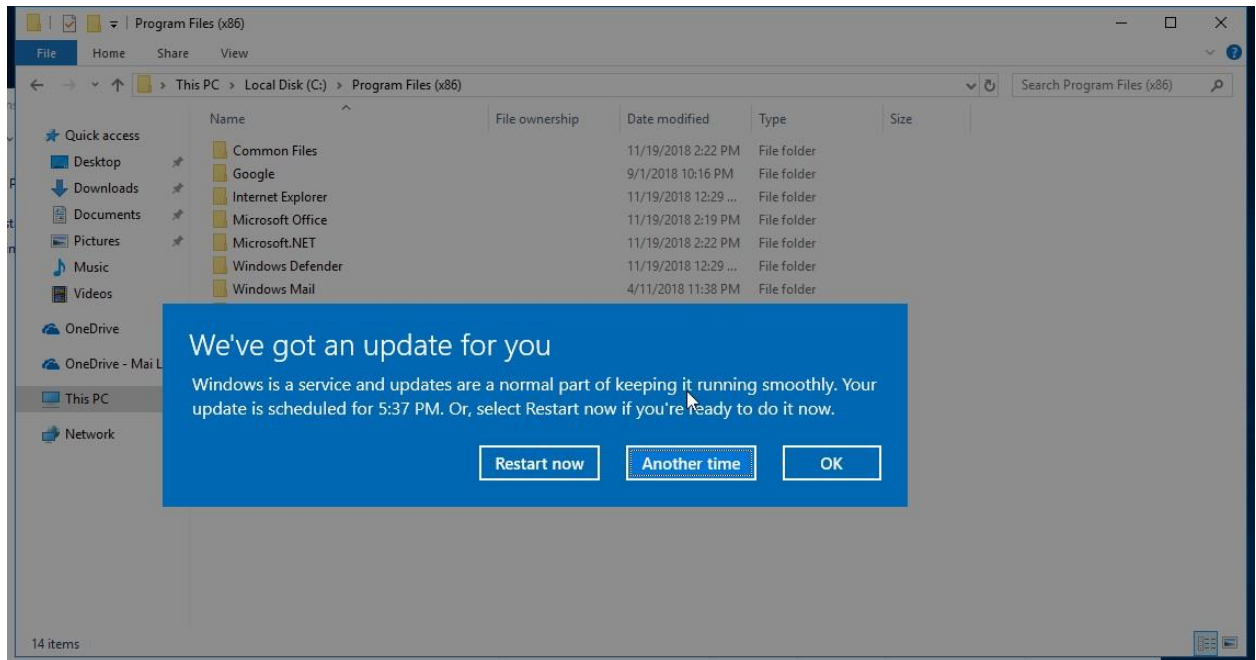 Program Files (x86)
File Home Share View
This PC Local Disk (C:) Program Files (x86) Search Program Files (x86)
Name File ownership Date modified Type Size
Quick access
Desktop
Downloads
Documents
Pictures
Music
Videos
OneDrive
OneDrive - Mai L
This PC
Network
Common Files 11/19/2018 2:22 PM File folder
Google 9/1/2018 10:16 PM File folder
Internet Explorer 11/19/2018 12:29 ... File folder
Microsoft Office 11/19/2018 2:19 PM File folder
Microsoft.NET 11/19/2018 2:22 PM File folder
Windows Defender 11/19/2018 12:29 ... File folder
Windows Mail 4/11/2018 11:38 PM File folder
We've got an update for you
Windows is a service and updates are a normal part of keeping it running smoothly. Your
update is scheduled for 5:37 PM. Or, select Restart now if you're ready to do it now.
Restart now Another time OK
14 items